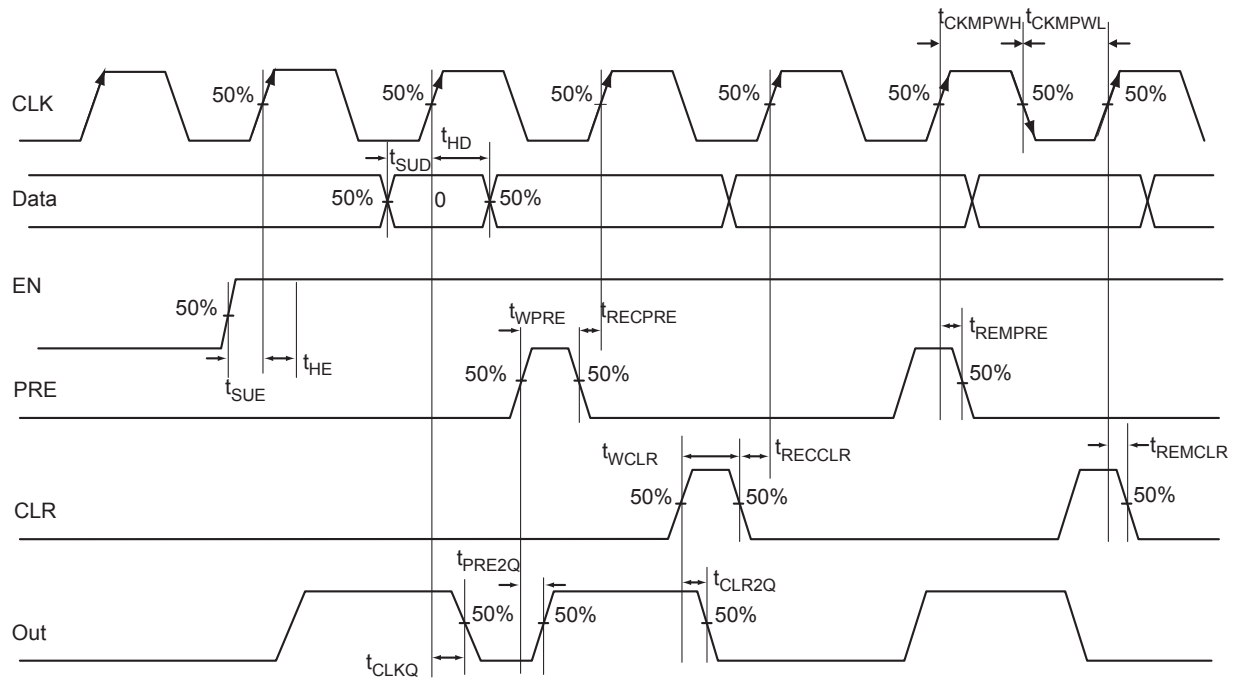 tCKMPWH tCKMPWL
CLK 50% 50% 50% 50% 50% 50% 50%
tSUD tHD
Data 50% 0 50%
EN
50%
tSUE tHE tWPRE tRECPRE tREMPRE
PRE 50% 50% 50%
tWCLR tRECCLR tREMCLR
CLR 50% 50% 50%
tPRE2Q tCLR2Q
Out 50% 50% 50%
tCLKQ